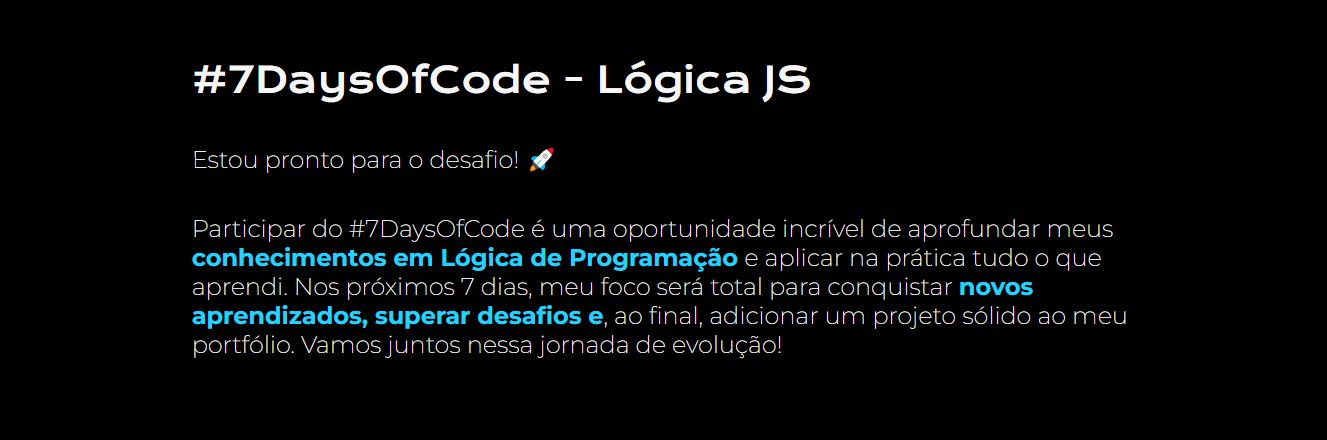 #7DaysOfCode - Lógica JS
Estou pronto para o desafio! 🚀
Participar do #7DaysOfCode é uma oportunidade incrível de aprofundar meus
conhecimentos em Lógica de Programação e aplicar na prática tudo o que
aprendi. Nos próximos 7 dias, meu foco será total para conquistar novos
aprendizados, superar desafios e, ao final, adicionar um projeto sólido ao meu
portfólio. Vamos juntos nessa jornada de evolução!